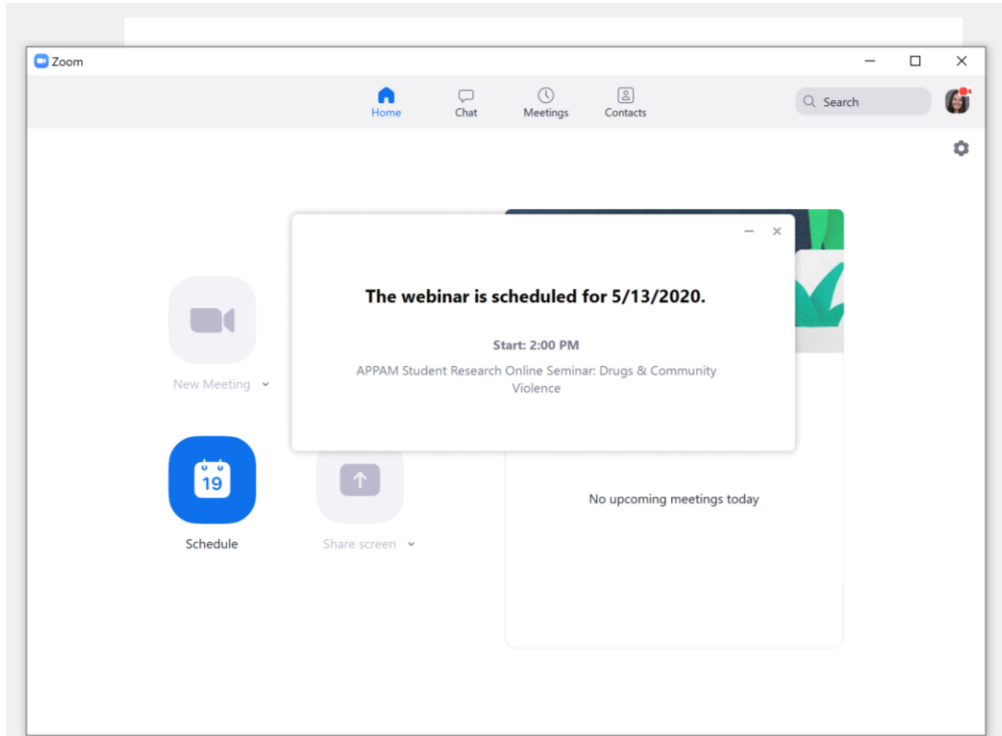 Zoom
Home
Chat
Meetings
Contacts
Search
The webinar is scheduled for 5/13/2020.
Start: 2:00 PM
APPAM Student Research Online Seminar: Drugs & Community
Violence
New Meeting
19
Schedule
Share screen
No upcoming meetings today